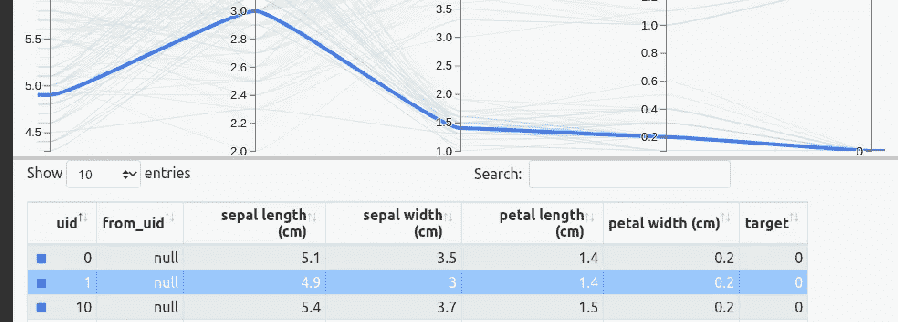 3.0 3.5 1.0
5.5 2.8 3.0 0.8
2.6 2.5 0.6
5.0 2.4 2.0 0.4
4.5 2.2 1.5 0.2
2.0 1.0 0
Show 10 entries Search:
uid from_uid sepal length (cm) sepal width (cm) petal length (cm) petal width (cm) target
0 null 5.1 3.5 1.4 0.2 0
1 null 4.9 3 1.4 0.2 0
10 null 5.4 3.7 1.5 0.2 0